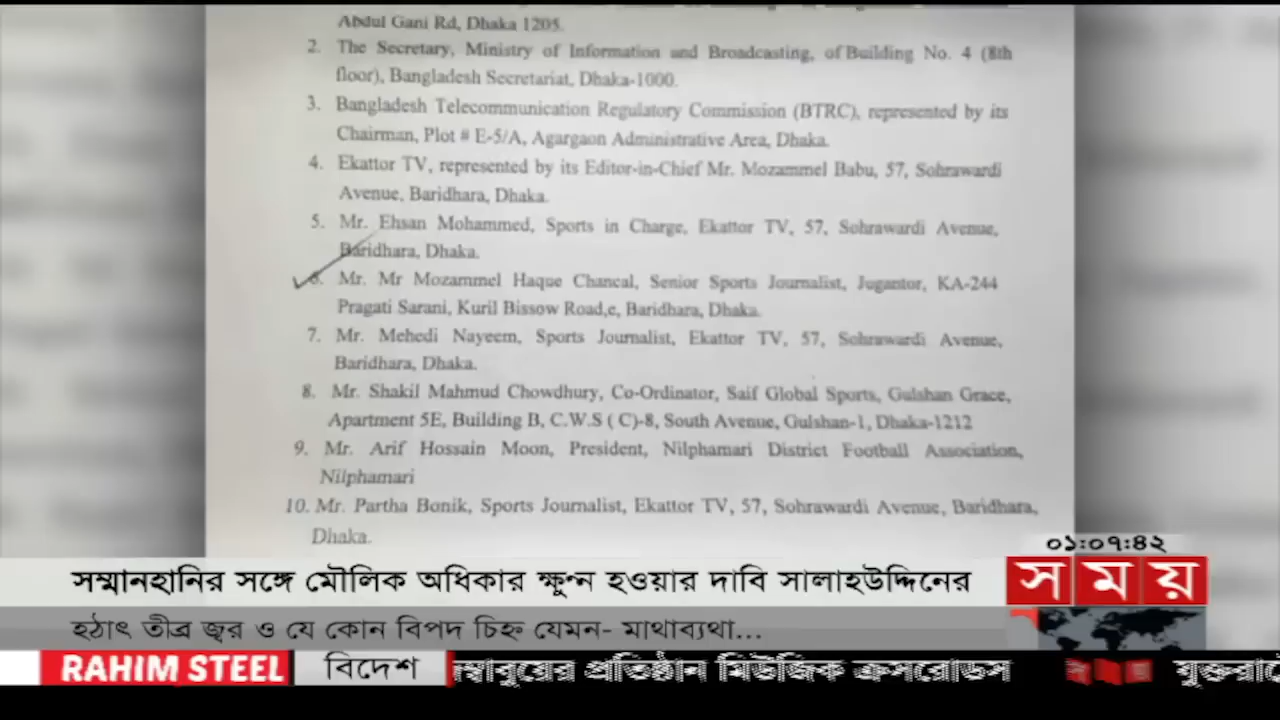 Abdul Gani Rd, Dhaka 1205.
2. The Secretary, Ministry of Information and Broadcasting, of Building No. 4 (8th
floor), Bangladesh Secretariat, Dhaka-1000.
3. Bangladesh Telecommunication Regulatory Commission (BTRC), represented by its
Chairman, Plot # E-5/A, Agargaon Administrative Area, Dhaka.
4. Ekattor TV, represented by its Editor-in-Chief Mr. Mozammel Babu, 57, Sohrawardi
Avenue, Baridhara, Dhaka.
5. Mr. Ehsan Mohammed, Sports in Charge, Ekattor TV, 57, Sohrawardi Avenue,
Baridhara, Dhaka.
6. Mr. Mr Mozammel Haque Chancal, Senior Sports Journalist, Jugantor, KA-244
Pragati Sarani, Kuril Bissow Road,c, Baridhara, Dhaka.
7. Mr. Mehedi Nayeem, Sports Journalist, Ekattor TV, 57, Sohrawardi Avenue,
Baridhara, Dhaka.
8. Mr. Shakil Mahmud Chowdhury, Co-Ordinator, Saif Global Sports, Gulshan Grace,
Apartment 5E, Building B, C.W.S ( C)-8, South Avenue, Gulshan-1, Dhaka-1212
9. Mr. Arif Hossain Moon, President, Nilphamari District Football Association,
Nilphamari
10. Mr. Partha Bonik, Sports Journalist, Ekattor TV, 57, Sohrawardi Avenue, Baridhara,
Dhaka.
০১:০৭:৪২
সম্মানহানির সঙ্গে মৌলিক অধিকার ক্ষুণ্ন হওয়ার দাবি সালাহউদ্দিনের
সময়
হঠাৎ তীব্র জ্বর ও যে কোন বিপদ চিহ্ন যেমন- মাথাব্যথা...
RAHIM STEEL বিদেশ ম্বাবুয়ের প্রতিষ্ঠান মিউজিক ক্রসরোডস যুক্তরাষ্ট